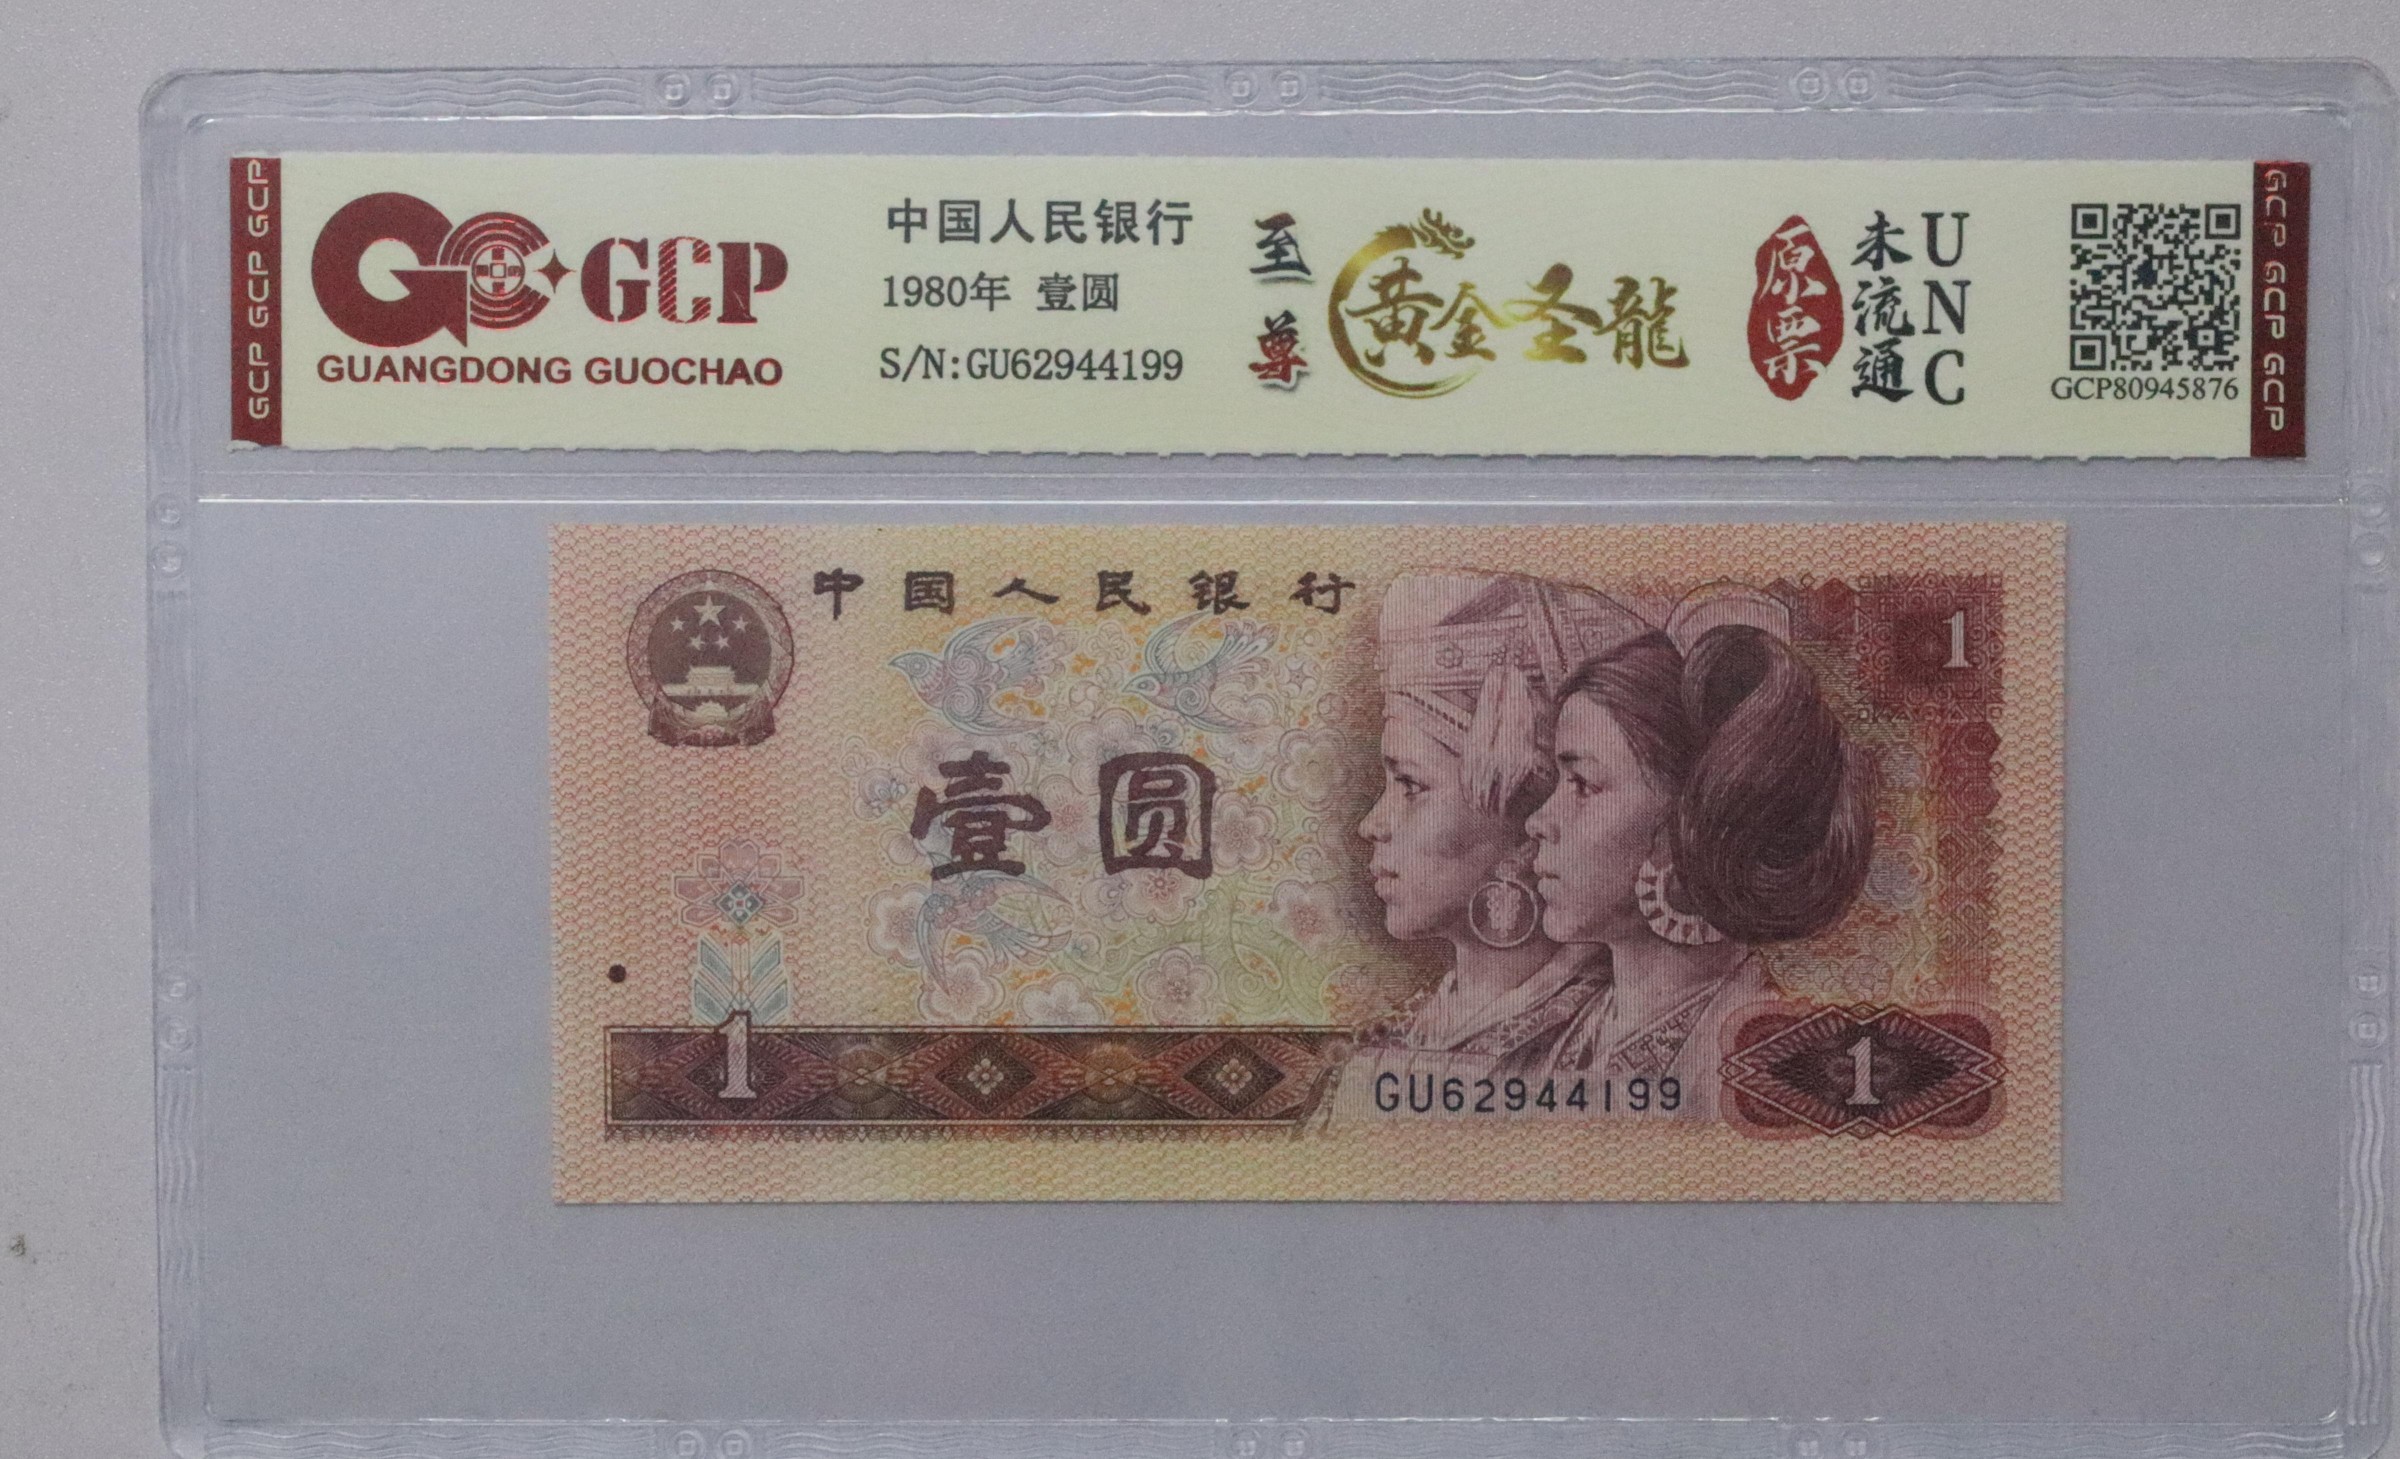 GCP GCP GCP
GCP
GUANGDONG GUOCHAO
中国人民银行
1980年 壹圆
S/N:GU62944199
至尊
黄金圣龍
原票
未流通
UNC
GCP80945876
GCP GCP GCP
中国人民银行
1
壹圆
1
GU62944199
1